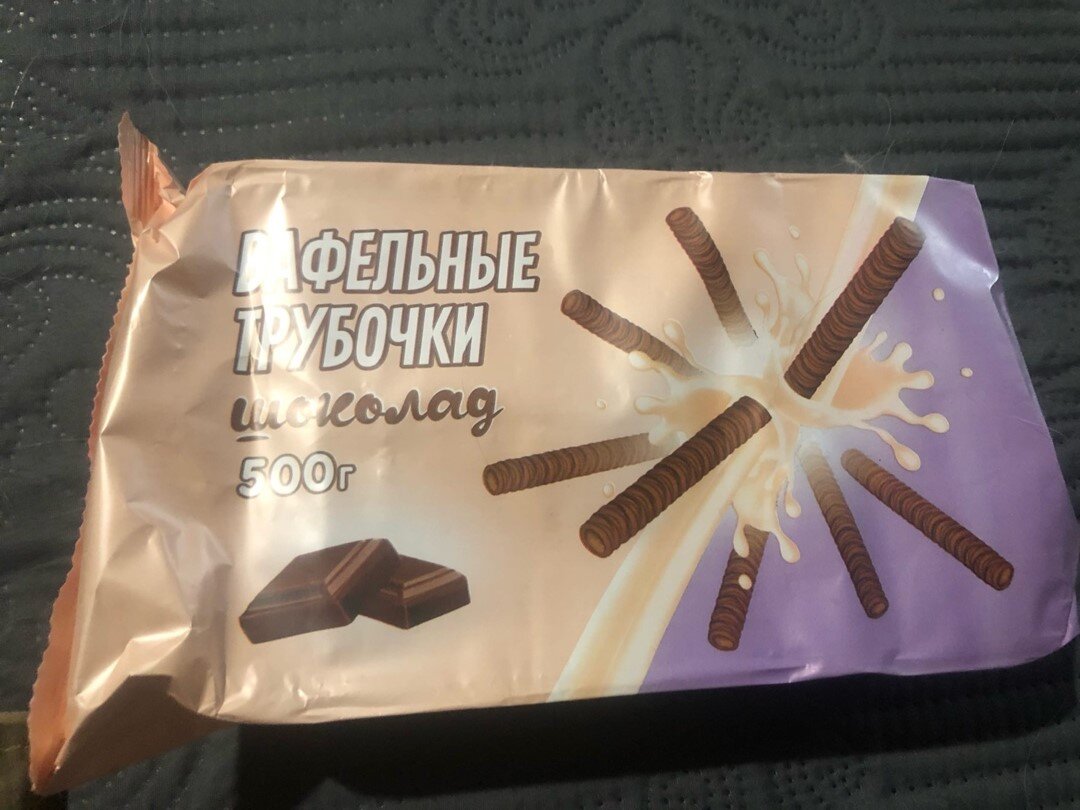 ВАФЕЛЬНЫЕ
ТРУБОЧКИ
шоколад
500г